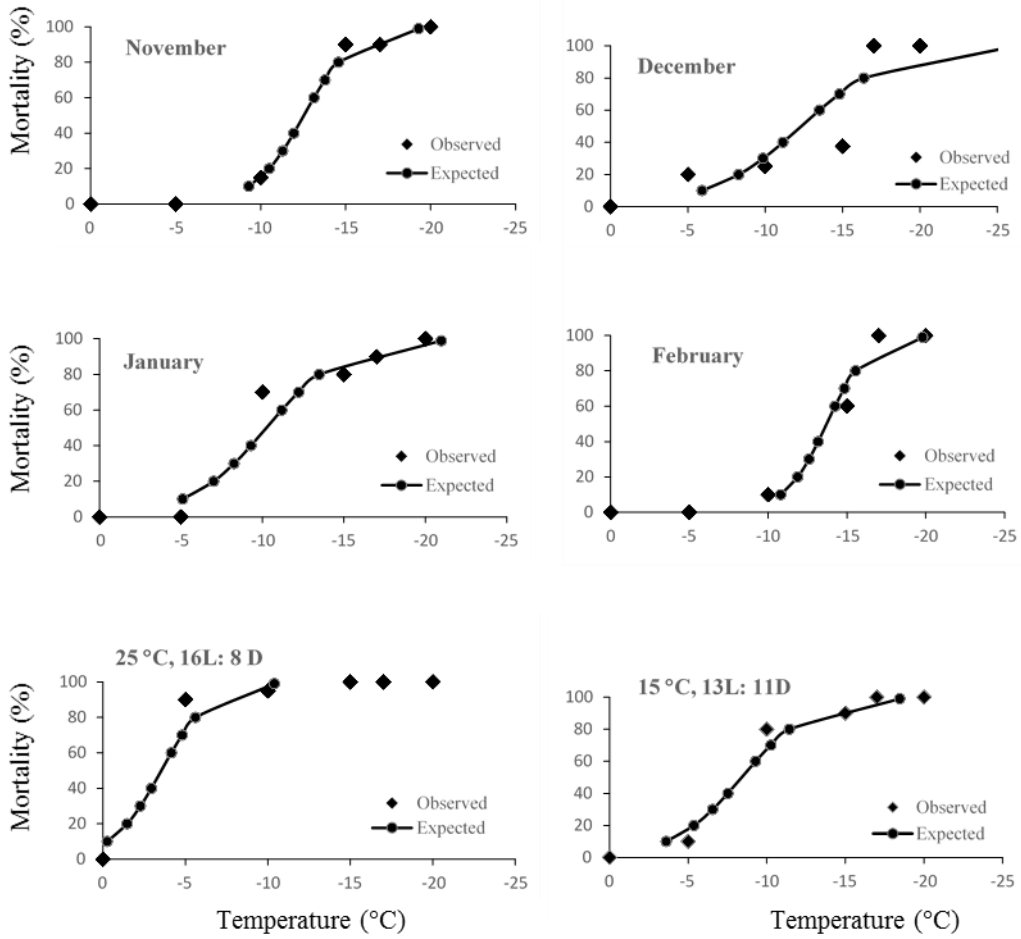 Mortality (%)
November
100
80
60
40
20
0
Observed
Expected
0 -5 -10 -15 -20 -25
December
100
80
60
40
20
0
Observed
Expected
0 -5 -10 -15 -20 -25
Mortality (%)
January
100
80
60
40
20
0
Observed
Expected
0 -5 -10 -15 -20 -25
February
100
80
60
40
20
0
Observed
Expected
0 -5 -10 -15 -20 -25
Mortality (%)
25 °C, 16L: 8 D
100
80
60
40
20
0
Observed
Expected
0 -5 -10 -15 -20 -25
Temperature (°C)
15 °C, 13L: 11D
100
80
60
40
20
0
Observed
Expected
0 -5 -10 -15 -20 -25
Temperature (°C)